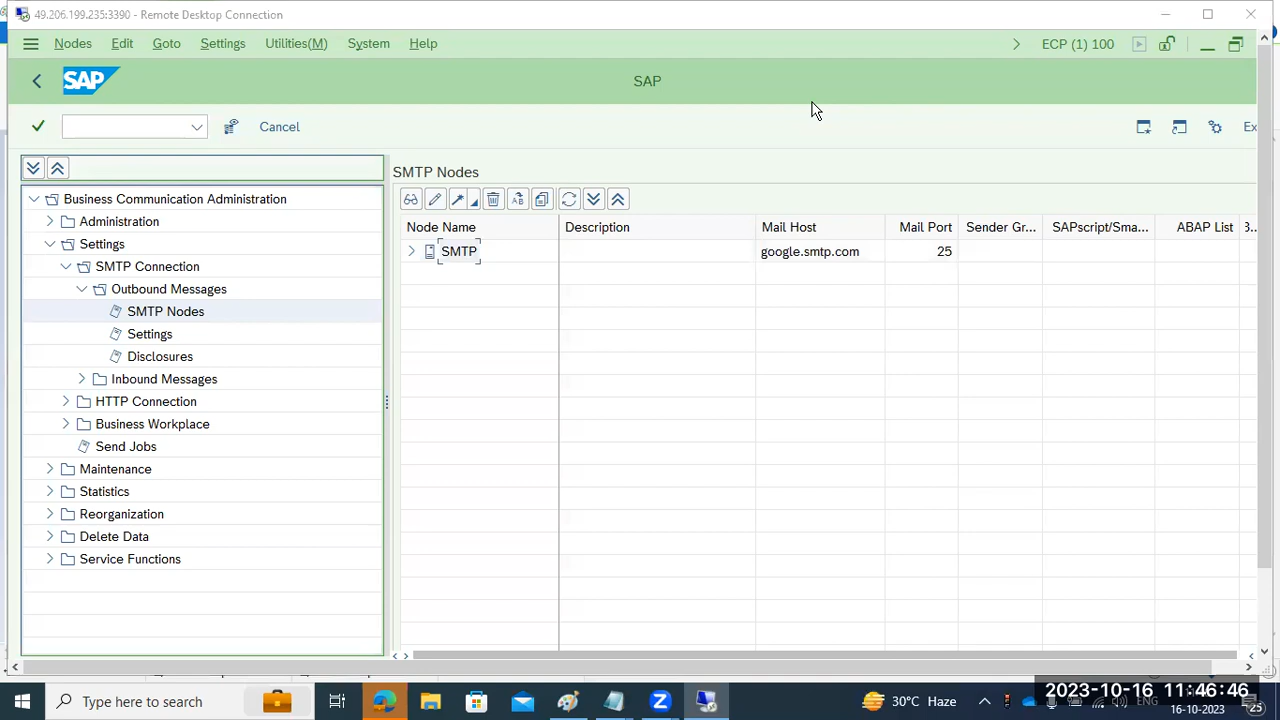 49.206.199.235:3390 - Remote Desktop Connection
Nodes Edit Goto Settings Utilities(M) System Help ECP (1) 100
SAP SAP
Cancel Ex
SMTP Nodes
Business Communication Administration
Administration
Settings
SMTP Connection
Outbound Messages
SMTP Nodes
Settings
Disclosures
Inbound Messages
HTTP Connection
Business Workplace
Send Jobs
Maintenance
Statistics
Reorganization
Delete Data
Service Functions
Node Name Description Mail Host Mail Port Sender Gr... SAPscript/Sma... ABAP List B...
SMTP google.smtp.com 25
Type here to search
30°C Haze
ENG
2023-10-16 11:46:46
16-10-2023
25